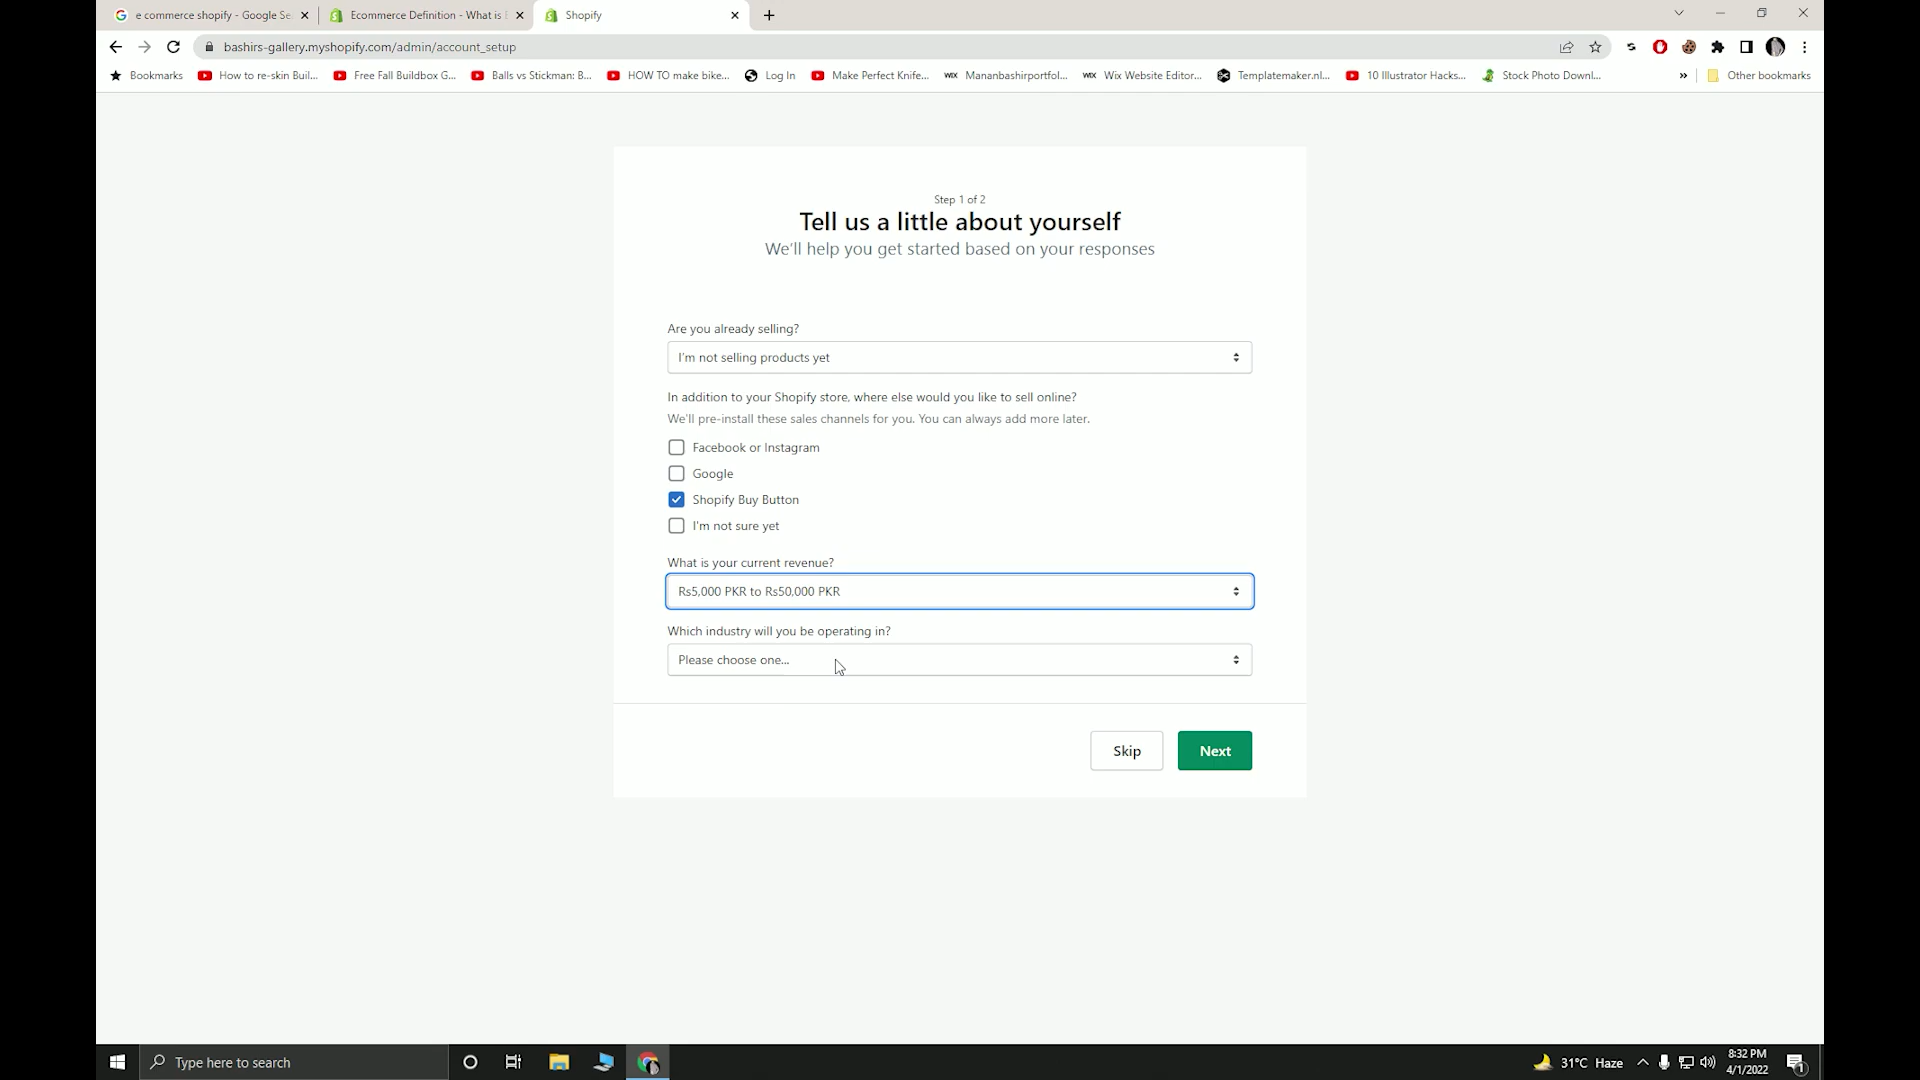 e commerce shopify - Google Se
Ecommerce Definition - What is
Shopify
bashirs-gallery.myshopify.com/admin/account_setup
Bookmarks
How to re-skin Buil...
Free Fall Buildbox G...
Balls vs Stickman: B...
HOW TO make bike...
Log In
Make Perfect Knife...
WIX Mananbashirportfol...
WIX Wix Website Editor...
Templatemaker.nl...
10 Illustrator Hacks...
Stock Photo Downl...
»
Other bookmarks
Step 1 of 2
Tell us a little about yourself
We'll help you get started based on your responses
Are you already selling?
I'm not selling products yet
In addition to your Shopify store, where else would you like to sell online?
We'll pre-install these sales channels for you. You can always add more later.
Facebook or Instagram
Google
Shopify Buy Button
I'm not sure yet
What is your current revenue?
Rs5,000 PKR to Rs50,000 PKR
Which industry will you be operating in?
Please choose one...
Skip
Next
Type here to search
31°C Haze
8:32 PM
4/1/2022
1